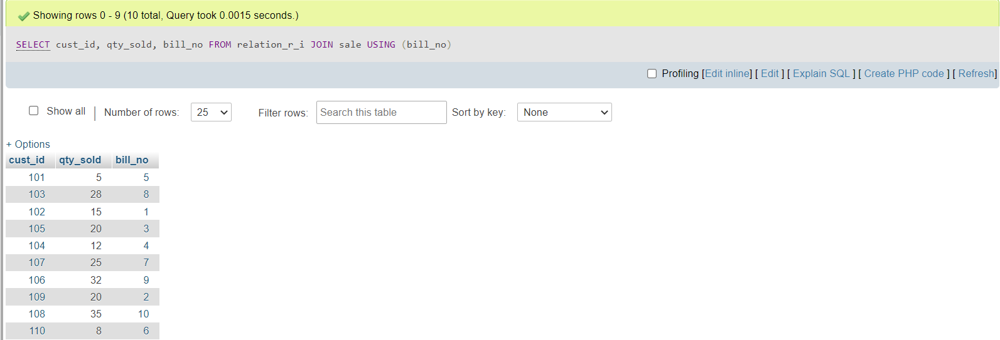 Showing rows 0 - 9 (10 total, Query took 0.0015 seconds.)
SELECT cust_id, qty_sold, bill_no FROM relation_r_i JOIN sale USING (bill_no)
Profiling [Edit inline] [ Edit ] [ Explain SQL ] [ Create PHP code ] [ Refresh]
Show all | Number of rows: 25 Filter rows: Search this table Sort by key: None
+ Options
cust_id qty_sold bill_no
101 5 5
103 28 8
102 15 1
105 20 3
104 12 4
107 25 7
106 32 9
109 20 2
108 35 10
110 8 6